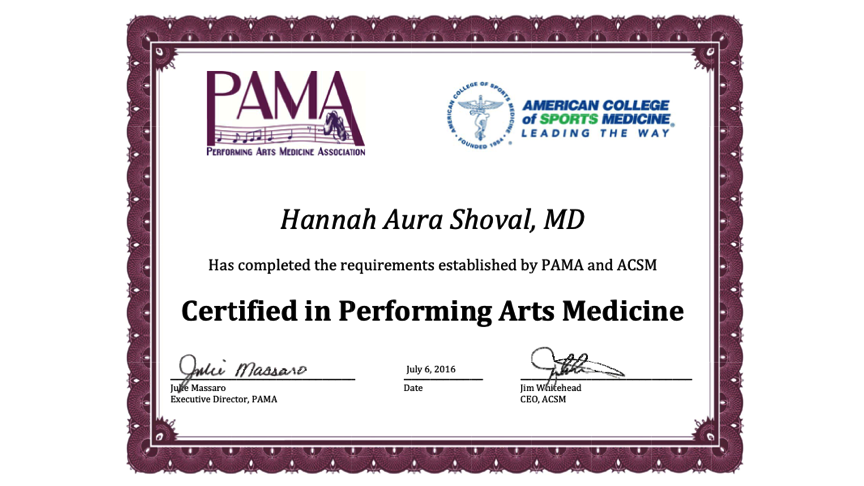 PAMA
PERFORMING ARTS MEDICINE ASSOCIATION
AMERICAN COLLEGE OF SPORTS MEDICINE
FOUNDED 1954
®
AMERICAN COLLEGE
of SPORTS MEDICINE®
LEADING THE WAY
Hannah Aura Shoval, MD
Has completed the requirements established by PAMA and ACSM
Certified in Performing Arts Medicine
Julie Massaro
July 6, 2016
Julie Massaro
Date
Jim Whitehead
Executive Director, PAMA
CEO, ACSM